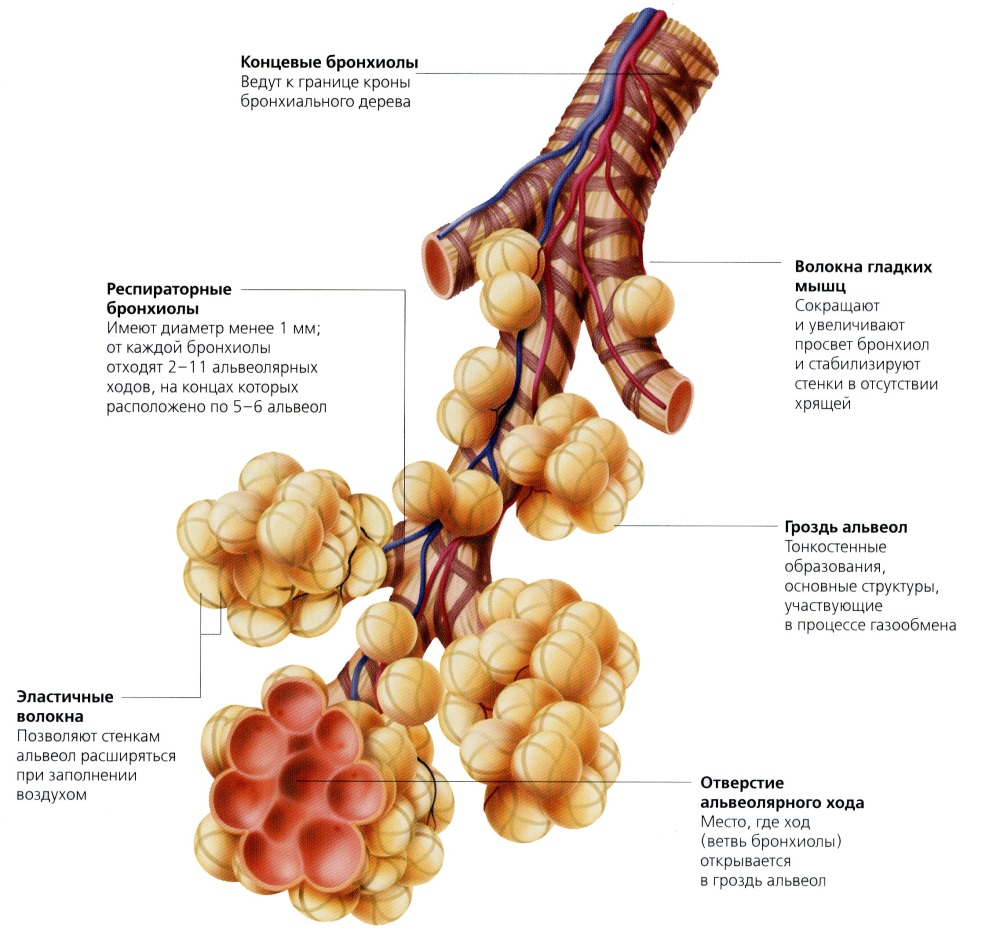 Концевые бронхиолы
Ведут к границе кроны
бронхиального дерева
Волокна гладких
мышц
Сокращают
и увеличивают
просвет бронхиол
и стабилизируют
стенки в отсутствии
хрящей
Респираторные
бронхиолы
Имеют диаметр менее 1 мм;
от каждой бронхиолы
отходят 2–11 альвеолярных
ходов, на концах которых
расположено по 5–6 альвеол
Гроздь альвеол
Тонкостенные
образования,
основные структуры,
участвующие
в процессе газообмена
Эластичные
волокна
Позволяют стенкам
альвеол расширяться
при заполнении
воздухом
Отверстие
альвеолярного хода
Место, где ход
(ветвь бронхиолы)
открывается
в гроздь альвеол